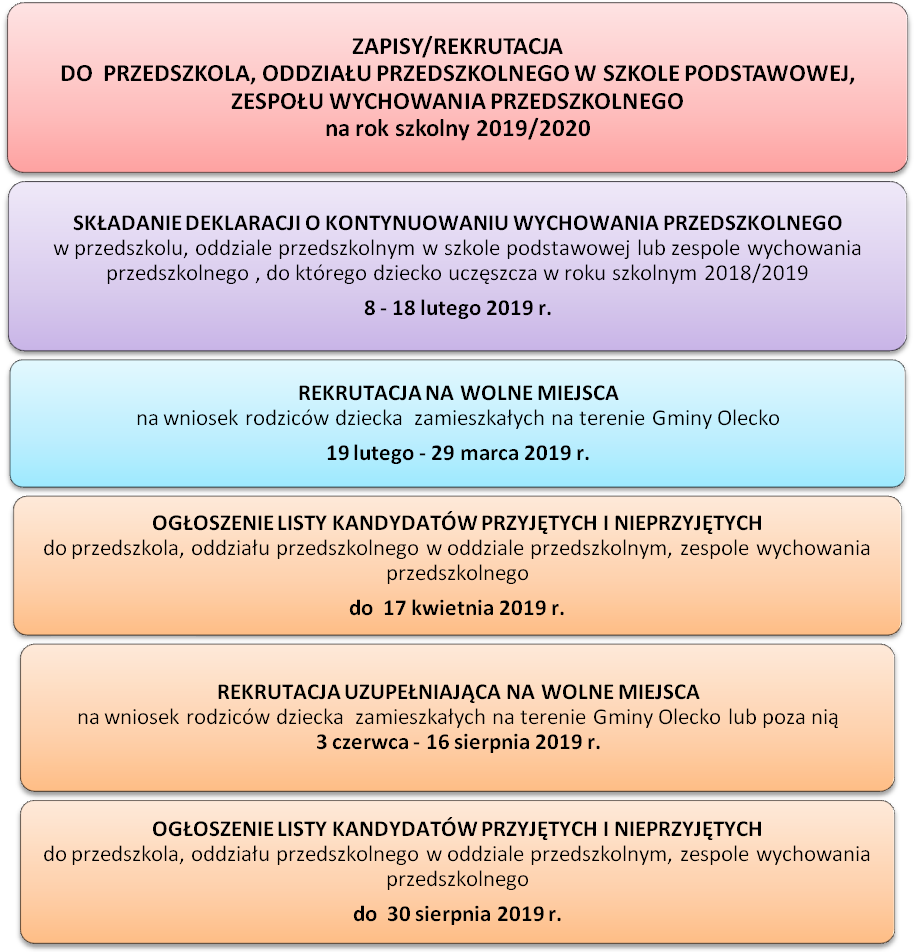 ZAPISY/REKRUTACJA
DO PRZEDSZKOLA, ODDZIAŁU PRZEDSZKOLNEGO W SZKOLE PODSTAWOWEJ,
ZESPOŁU WYCHOWANIA PRZEDSZKOLNEGO
na rok szkolny 2019/2020
SKŁADANIE DEKLARACJI O KONTYNUOWANIU WYCHOWANIA PRZEDSZKOLNEGO
w przedszkolu, oddziale przedszkolnym w szkole podstawowej lub zespole wychowania
przedszkolnego , do którego dziecko uczęszcza w roku szkolnym 2018/2019
8 - 18 lutego 2019 r.
REKRUTACJA NA WOLNE MIEJSCA
na wniosek rodziców dziecka zamieszkałych na terenie Gminy Olecko
19 lutego - 29 marca 2019 r.
OGŁOSZENIE LISTY KANDYDATÓW PRZYJĘTYCH I NIEPRZYJĘTYCH
do przedszkola, oddziału przedszkolnego w oddziale przedszkolnym, zespole wychowania
przedszkolnego
do 17 kwietnia 2019 r.
REKRUTACJA UZUPEŁNIAJĄCA NA WOLNE MIEJSCA
na wniosek rodziców dziecka zamieszkałych na terenie Gminy Olecko lub poza nią
3 czerwca - 16 sierpnia 2019 r.
OGŁOSZENIE LISTY KANDYDATÓW PRZYJĘTYCH I NIEPRZYJĘTYCH
do przedszkola, oddziału przedszkolnego w oddziale przedszkolnym, zespole wychowania
przedszkolnego
do 30 sierpnia 2019 r.